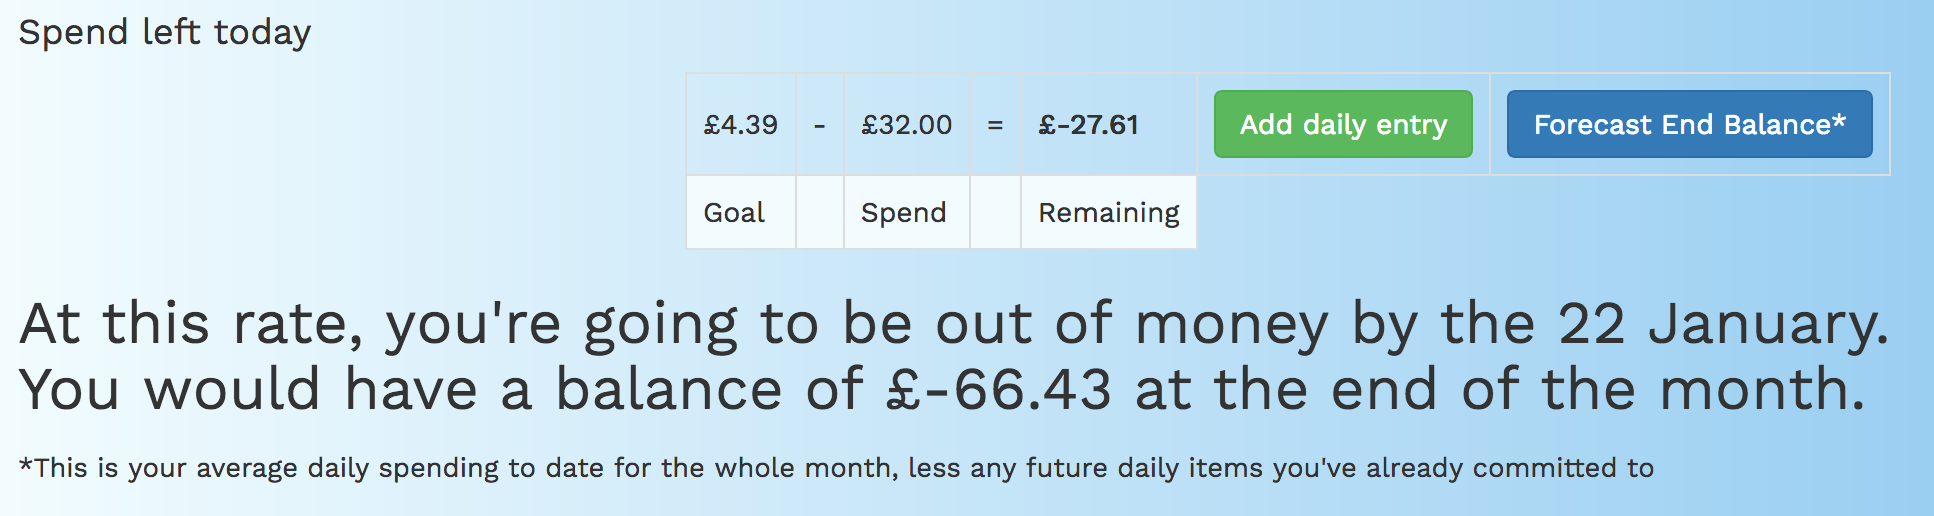 Spend left today
£4.39 - £32.00 = £-27.61 Add daily entry Forecast End Balance*
Goal Spend Remaining
At this rate, you're going to be out of money by the 22 January.
You would have a balance of £-66.43 at the end of the month.
*This is your average daily spending to date for the whole month, less any future daily items you've already committed to